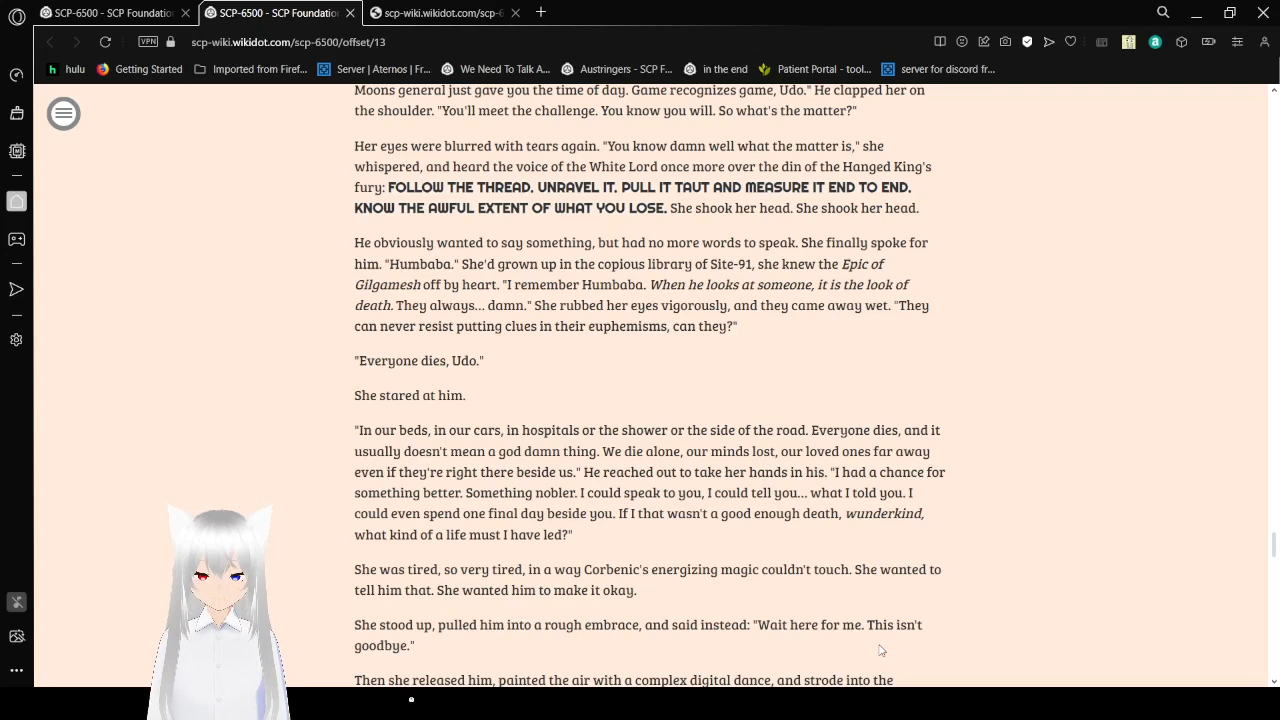 SCP-6500 - SCP Foundation
SCP-6500 - SCP Foundation
scp-wiki.wikidot.com/scp-6
VPN
scp-wiki.wikidot.com/scp-6500/offset/13
hulu
Getting Started
Imported from Firef...
Server | Aternos | Fr...
We Need To Talk A...
Austringers - SCP F...
in the end
Patient Portal - tool...
server for discord fr...
Moons general just gave you the time of day. Game recognizes game, Udo." He clapped her on
the shoulder. "You'll meet the challenge. You know you will. So what's the matter?"
Her eyes were blurred with tears again. "You know damn well what the matter is," she
whispered, and heard the voice of the White Lord once more over the din of the Hanged King's
fury: FOLLOW THE THREAD. UNRAVEL IT. PULL IT TAUT AND MEASURE IT END TO END.
KNOW THE AWFUL EXTENT OF WHAT YOU LOSE. She shook her head. She shook her head.
He obviously wanted to say something, but had no more words to speak. She finally spoke for
him. "Humbaba." She'd grown up in the copious library of Site-91, she knew the Epic of
Gilgamesh off by heart. "I remember Humbaba. When he looks at someone, it is the look of
death. They always... damn." She rubbed her eyes vigorously, and they came away wet. "They
can never resist putting clues in their euphemisms, can they?"
"Everyone dies, Udo."
She stared at him.
"In our beds, in our cars, in hospitals or the shower or the side of the road. Everyone dies, and it
usually doesn't mean a god damn thing. We die alone, our minds lost, our loved ones far away
even if they're right there beside us." He reached out to take her hands in his. "I had a chance for
something better. Something nobler. I could speak to you, I could tell you... what I told you. I
could even spend one final day beside you. If I that wasn't a good enough death, wunderkind,
what kind of a life must I have led?"
She was tired, so very tired, in a way Corbenic's energizing magic couldn't touch. She wanted to
tell him that. She wanted him to make it okay.
She stood up, pulled him into a rough embrace, and said instead: "Wait here for me. This isn't
goodbye."
Then she released him, painted the air with a complex digital dance, and strode into the